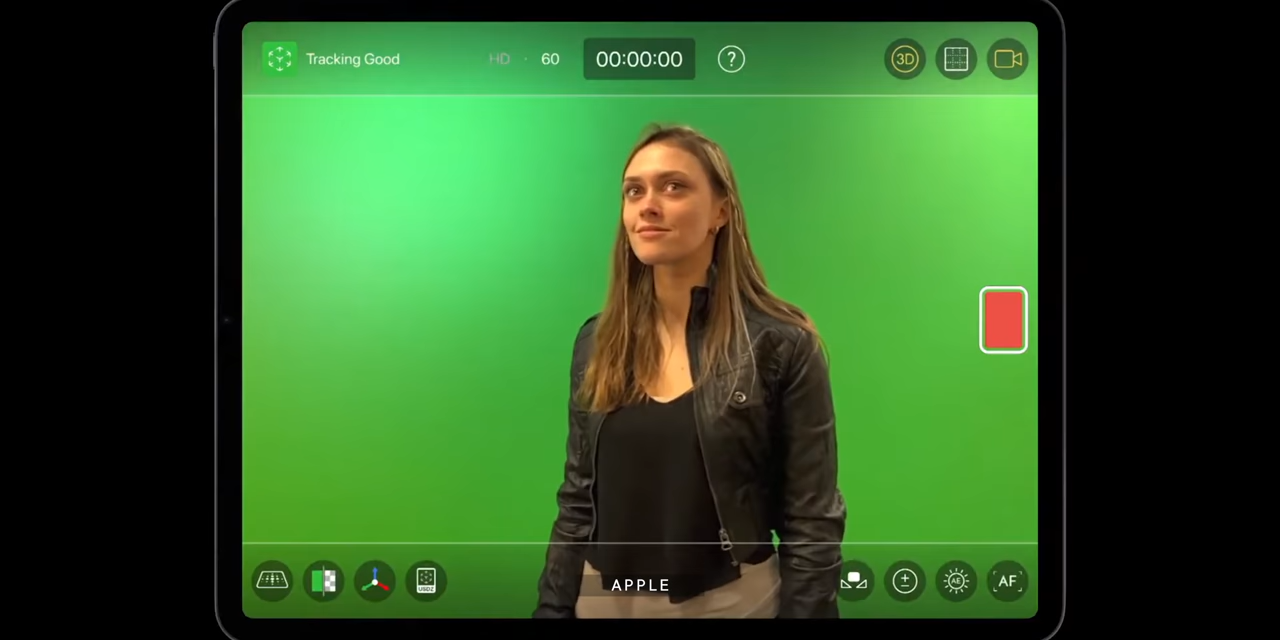 Tracking Good
HD · 60
00:00:00
?
3D
USDZ
APPLE
AE
AF